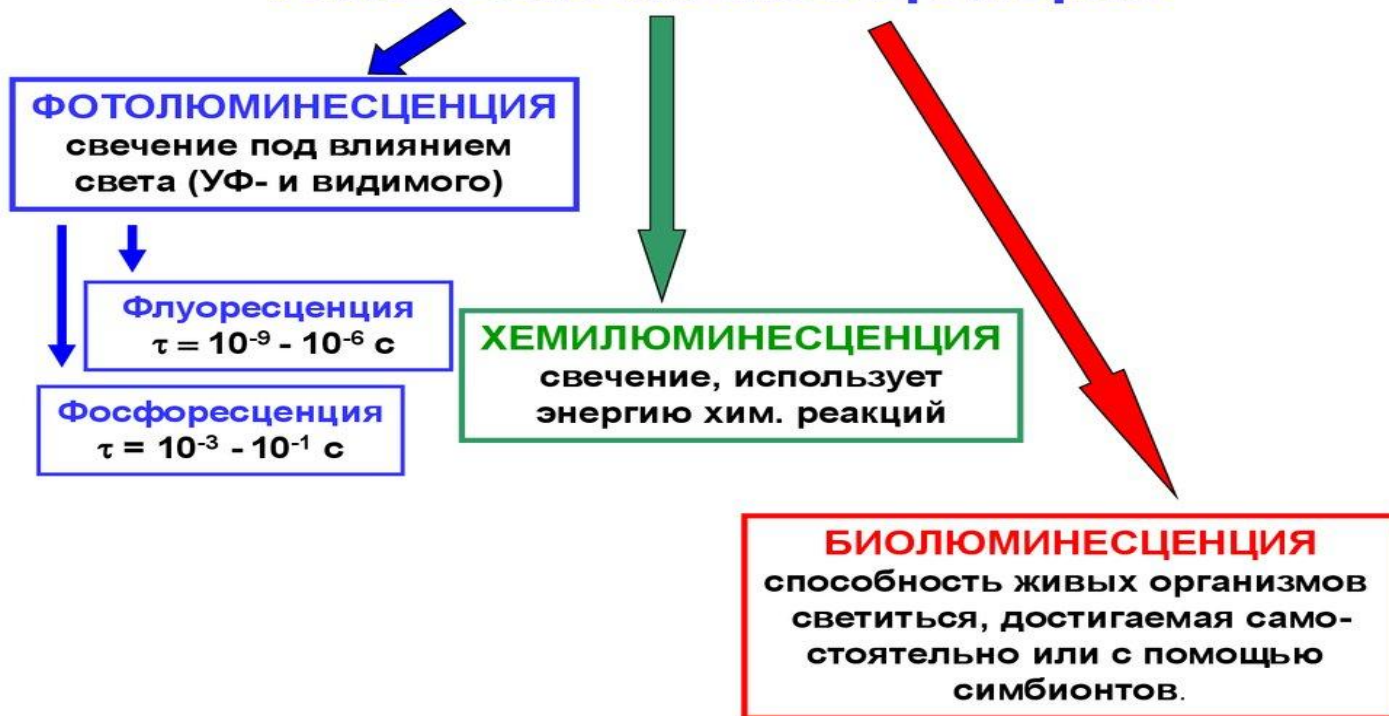 ФОТОЛЮМИНЕСЦЕНЦИЯ
свечение под влиянием
света (УФ- и видимого)
Флуоресценция
τ = 10⁻⁹ - 10⁻⁶ с
Фосфоресценция
τ = 10⁻³ - 10⁻¹ с
ХЕМИЛЮМИНЕСЦЕНЦИЯ
свечение, использует
энергию хим. реакций
БИОЛЮМИНЕСЦЕНЦИЯ
способность живых организмов
светиться, достигаемая само-
стоятельно или с помощью
симбионтов.